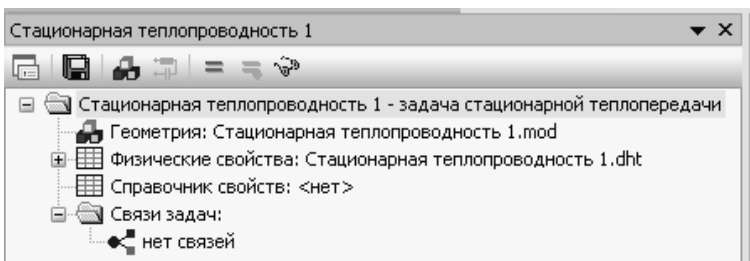 Стационарная теплопроводность 1
Стационарная теплопроводность 1 - задача стационарной теплопередачи
Геометрия: Стационарная теплопроводность 1.mod
Физические свойства: Стационарная теплопроводность 1.dht
Справочник свойств: <нет>
Связи задач:
нет связей